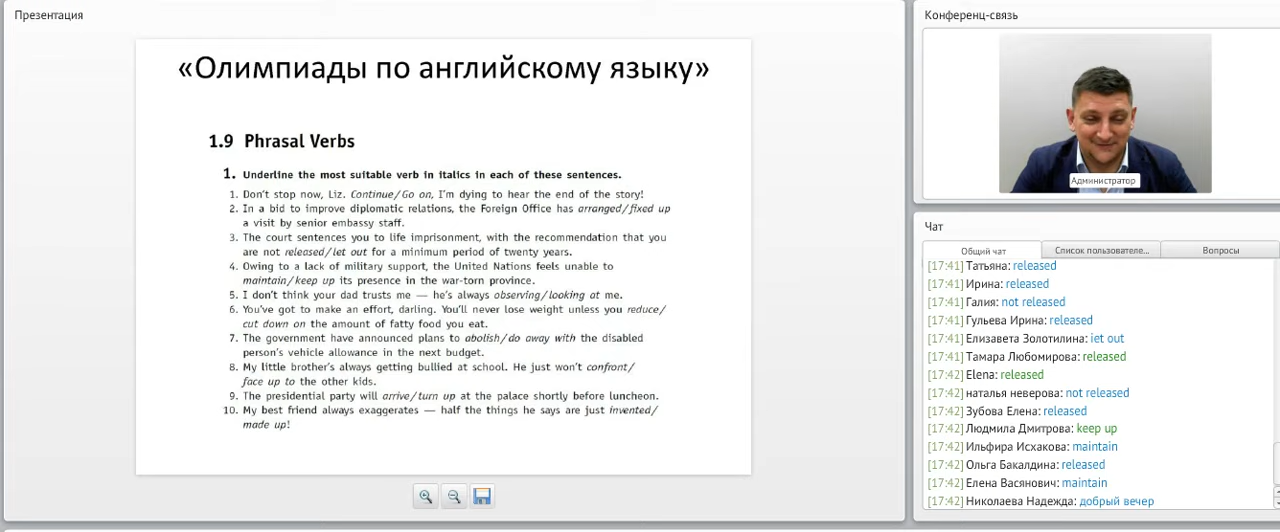 Презентация
«Олимпиады по английскому языку»
1.9 Phrasal Verbs
1. Underline the most suitable verb in italics in each of these sentences.
1. Don't stop now, Liz. Continue/Go on, I'm dying to hear the end of the story!
2. In a bid to improve diplomatic relations, the Foreign Office has arranged/fixed up
a visit by senior embassy staff.
3. The court sentences you to life imprisonment, with the recommendation that you
are not released/let out for a minimum period of twenty years.
4. Owing to a lack of military support, the United Nations feels unable to
maintain/keep up its presence in the war-torn province.
5. I don't think your dad trusts me — he's always observing/looking at me.
6. You've got to make an effort, darling. You'll never lose weight unless you reduce/
cut down on the amount of fatty food you eat.
7. The government have announced plans to abolish/do away with the disabled
person's vehicle allowance in the next budget.
8. My little brother's always getting bullied at school. He just won't confront/
face up to the other kids.
9. The presidential party will arrive/turn up at the palace shortly before luncheon.
10. My best friend always exaggerates — half the things he says are just invented/
made up!
Конференц-связь
Администратор
Чат
Общий чат
Список пользователе...
Вопросы
[17:41] Татьяна: released
[17:41] Ирина: released
[17:41] Галия: not released
[17:41] Гульева Ирина: released
[17:41] Елизавета Золотилина: iet out
[17:41] Тамара Любомирова: released
[17:42] Elena: released
[17:42] наталья неверова: not released
[17:42] Зубова Елена: released
[17:42] Людмила Дмитрова: keep up
[17:42] Ильфира Исхакова: maintain
[17:42] Ольга Бакалдина: released
[17:42] Елена Васянович: maintain
[17:42] Николаева Надежда: добрый вечер